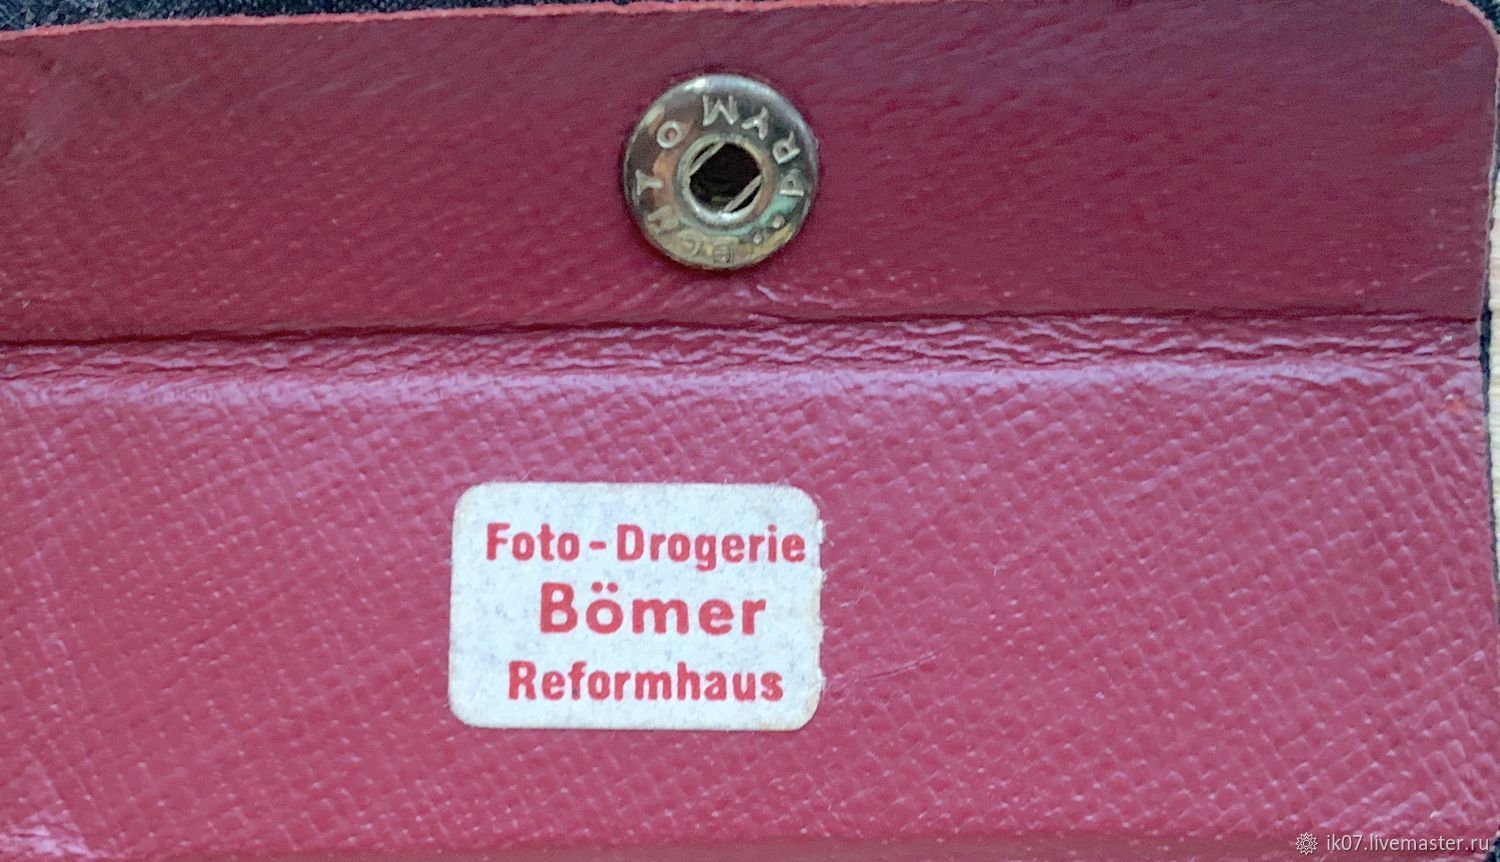 PRYM
Foto-Drogerie
Bömer
Reformhaus
ik07.livemaster.ru